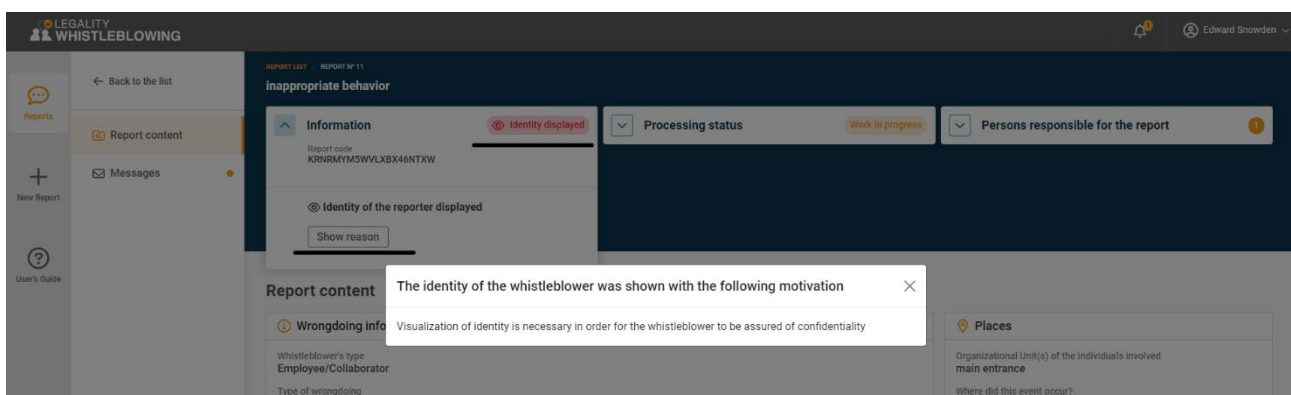 LEGALITY
WHISTLEBLOWING
1
Edward Snowden
Reports
New Report
User's Guide
← Back to the list
Report content
Messages
REPORT LIST / REPORT N° 11
inappropriate behavior
Information
Identity displayed
Report code
KRNRMYM5WVLXBX46NTXW
Identity of the reporter displayed
Show reason
Processing status
Work in progress
Persons responsible for the report
1
Report content
The identity of the whistleblower was shown with the following motivation
Visualization of identity is necessary in order for the whistleblower to be assured of confidentiality
Wrongdoing info
Whistleblower's type
Employee/Collaborator
Type of wrongdoing
Places
Organizational Unit(s) of the individuals involved
main entrance
Where did this event occur?